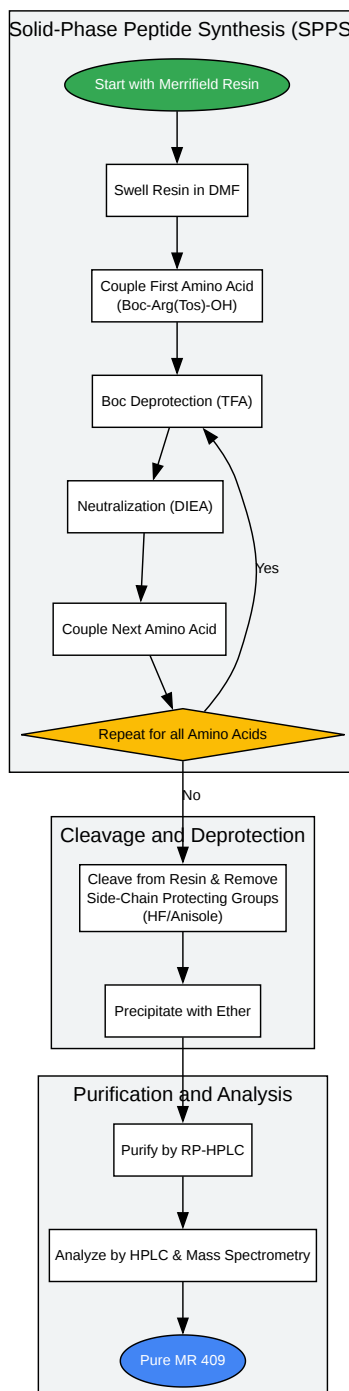 Solid-Phase Peptide Synthesis (SPPS)
Start with Merrifield Resin
Swell Resin in DMF
Couple First Amino Acid
(Boc-Arg(Tos)-OH)
Boc Deprotection (TFA)
Neutralization (DIEA)
Yes
Couple Next Amino Acid
Repeat for all Amino Acids
No
Cleavage and Deprotection
Cleave from Resin & Remove
Side-Chain Protecting Groups
(HF/Anisole)
Precipitate with Ether
Purification and Analysis
Purify by RP-HPLC
Analyze by HPLC & Mass Spectrometry
Pure MR 409